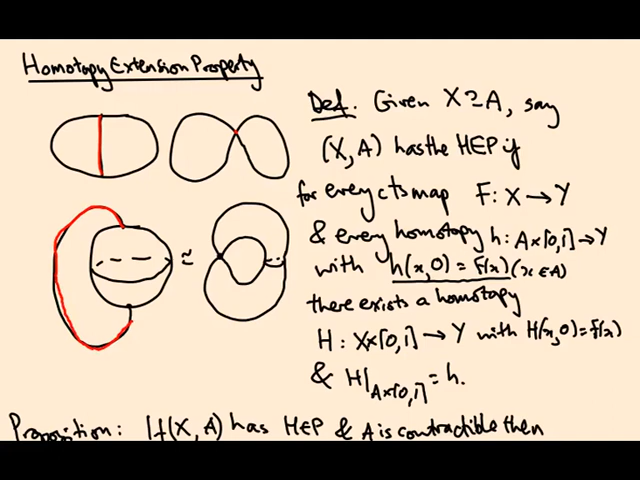 Homotopy Extension Property
Def. Given X⊇A, say
(X, A) has the HEP if
for every cts map F: X → Y
& every homotopy h: A×[0,1] → Y
with h(x,0) = F(x) (x ∈ A)
there exists a homotopy
H: X×[0,1] → Y with H(x,0)=F(x)
& H|A×[0,1] = h.
≃
Proposition: If (X, A) has HEP & A is contractible then